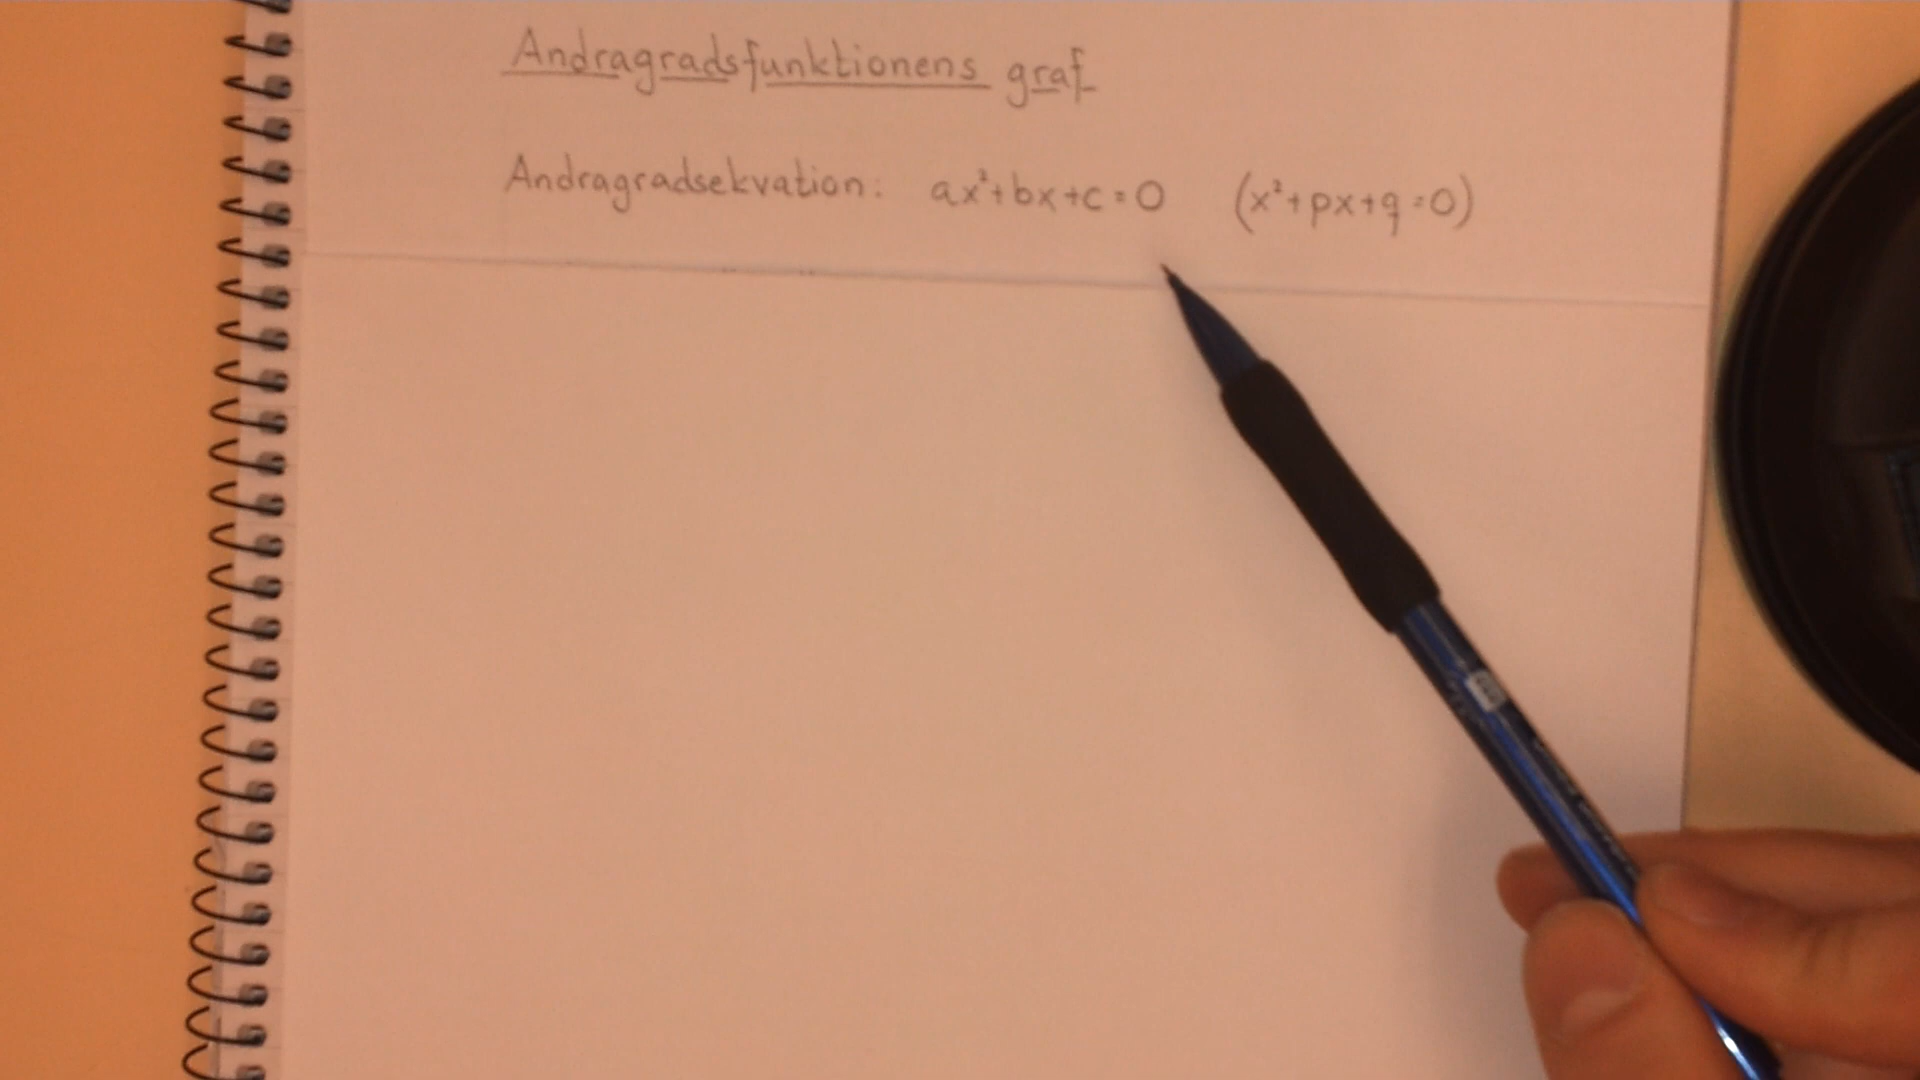 Andragradsfunktionens graf
Andragradsekvation: ax²+bx+c=0 (x²+px+q=0)